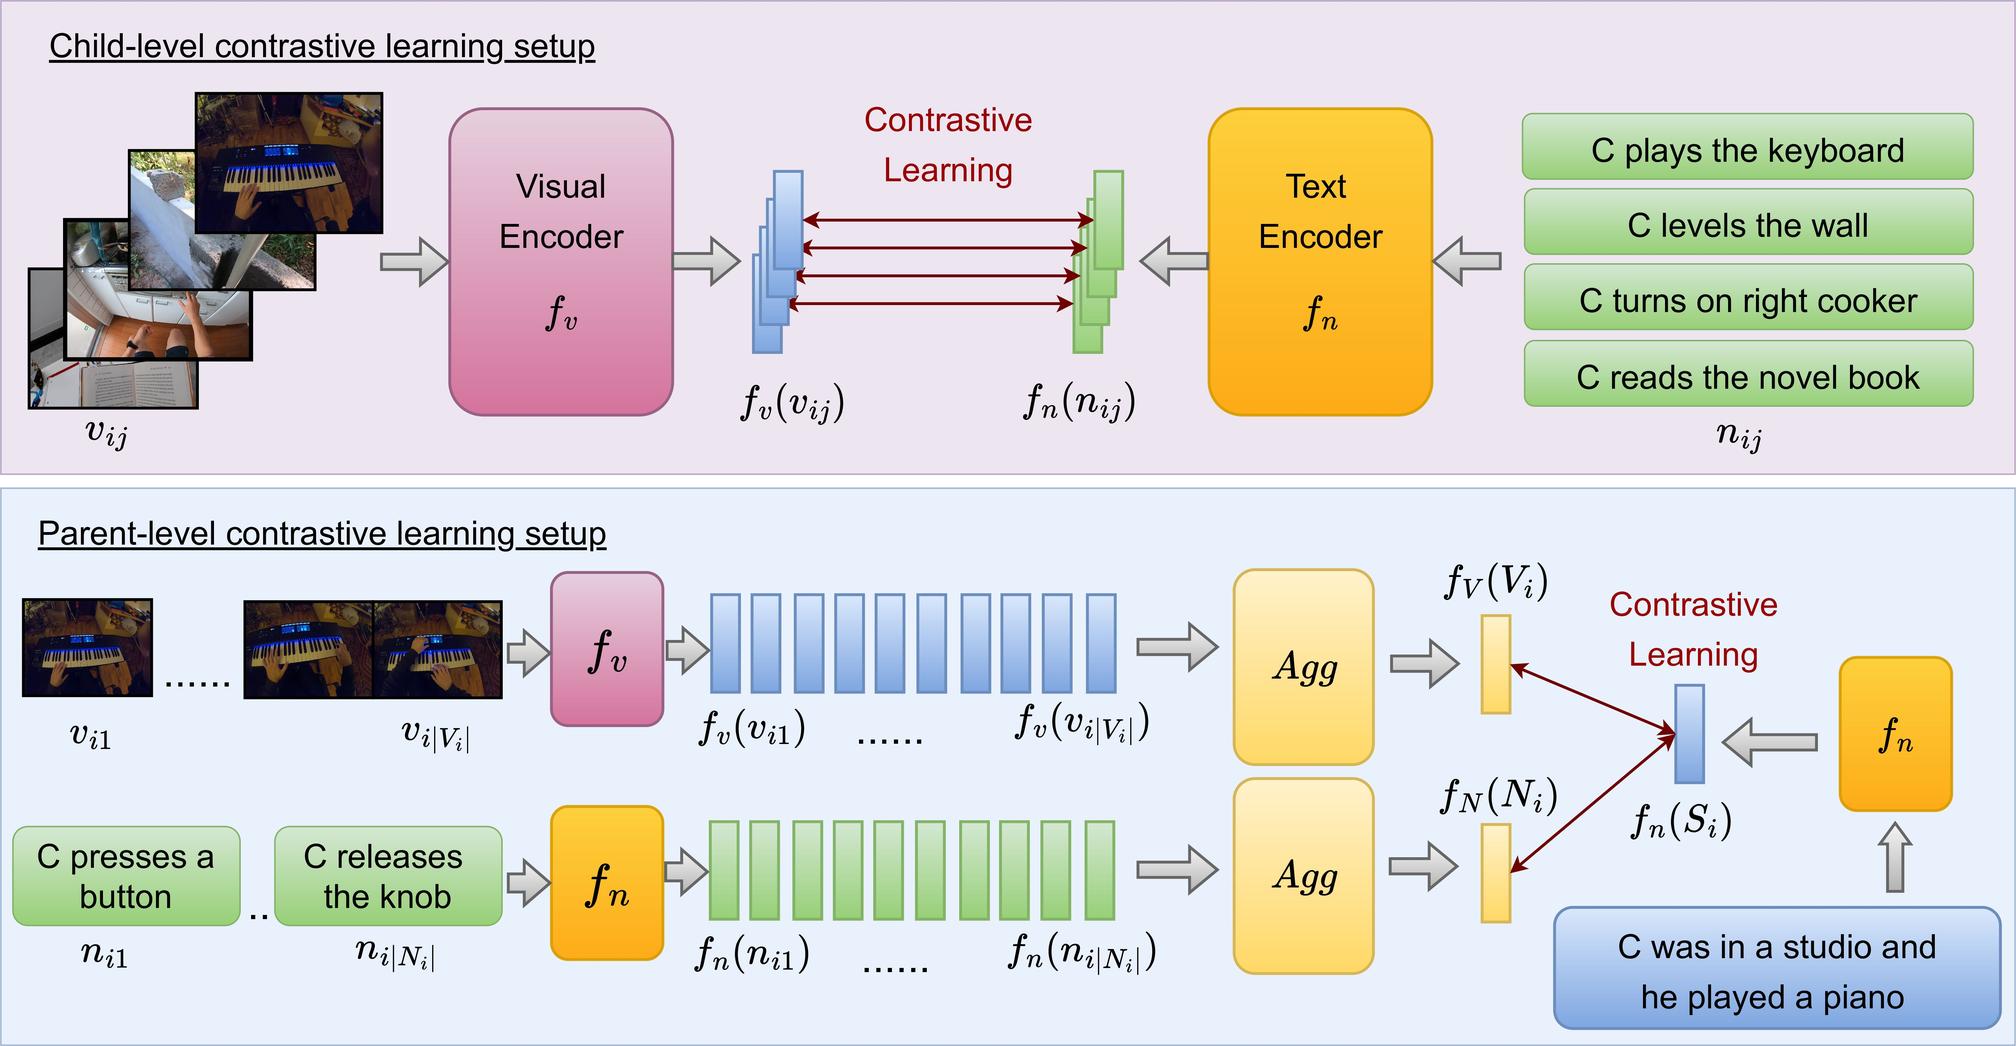 Child-level contrastive learning setup
Contrastive
Learning
Visual
Encoder
f_v
Text
Encoder
f_n
C plays the keyboard
C levels the wall
C turns on right cooker
C reads the novel book
v_{ij}
f_v(v_{ij})
f_n(n_{ij})
n_{ij}
Parent-level contrastive learning setup
v_{i1}
......
v_{i|V_i|}
f_v
f_v(v_{i1})
......
f_v(v_{i|V_i|})
Agg
f_V(V_i)
Contrastive
Learning
f_n
f_n(S_i)
C was in a studio and
he played a piano
C presses a
button
..
C releases
the knob
n_{i1}
n_{i|N_i|}
f_n
f_n(n_{i1})
......
f_n(n_{i|N_i|})
Agg
f_N(N_i)